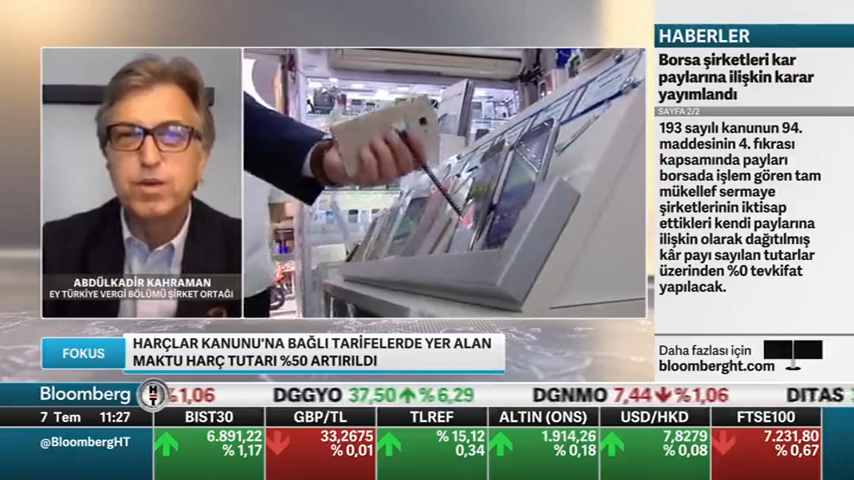 ABDÜLKADİR KAHRAMAN
EY TÜRKİYE VERGİ BÖLÜMÜ ŞİRKET ORTAĞI
FOKUS
HARÇLAR KANUNU'NA BAĞLI TARİFELERDE YER ALAN
MAKTU HARÇ TUTARI %50 ARTIRILDI
HABERLER
Borsa şirketleri kar
paylarına ilişkin karar
yayımlandı
SAYFA 2/2
193 sayılı kanunun 94.
maddesinin 4. fıkrası
kapsamında payları
borsada işlem gören tam
mükellef sermaye
şirketlerinin iktisap
ettikleri kendi paylarına
ilişkin olarak dağıtılmış
kâr payı sayılan tutarlar
üzerinden %0 tevkifat
yapılacak.
Daha fazlası için
bloomberght.com
Bloomberg HT %1,06 DGGYO 37,50 %6,29 DGNMO 7,44 %1,06 DITAS
7 Tem 11:27 BIST30 GBP/TL TLREF ALTIN (ONS) USD/HKD FTSE100
@BloombergHT 6.891,22 33,2675 %15,12 1.914,26 7,8279 7.231,80
%1,17 %0,01 0,34 %0,18 %0,08 %0,67